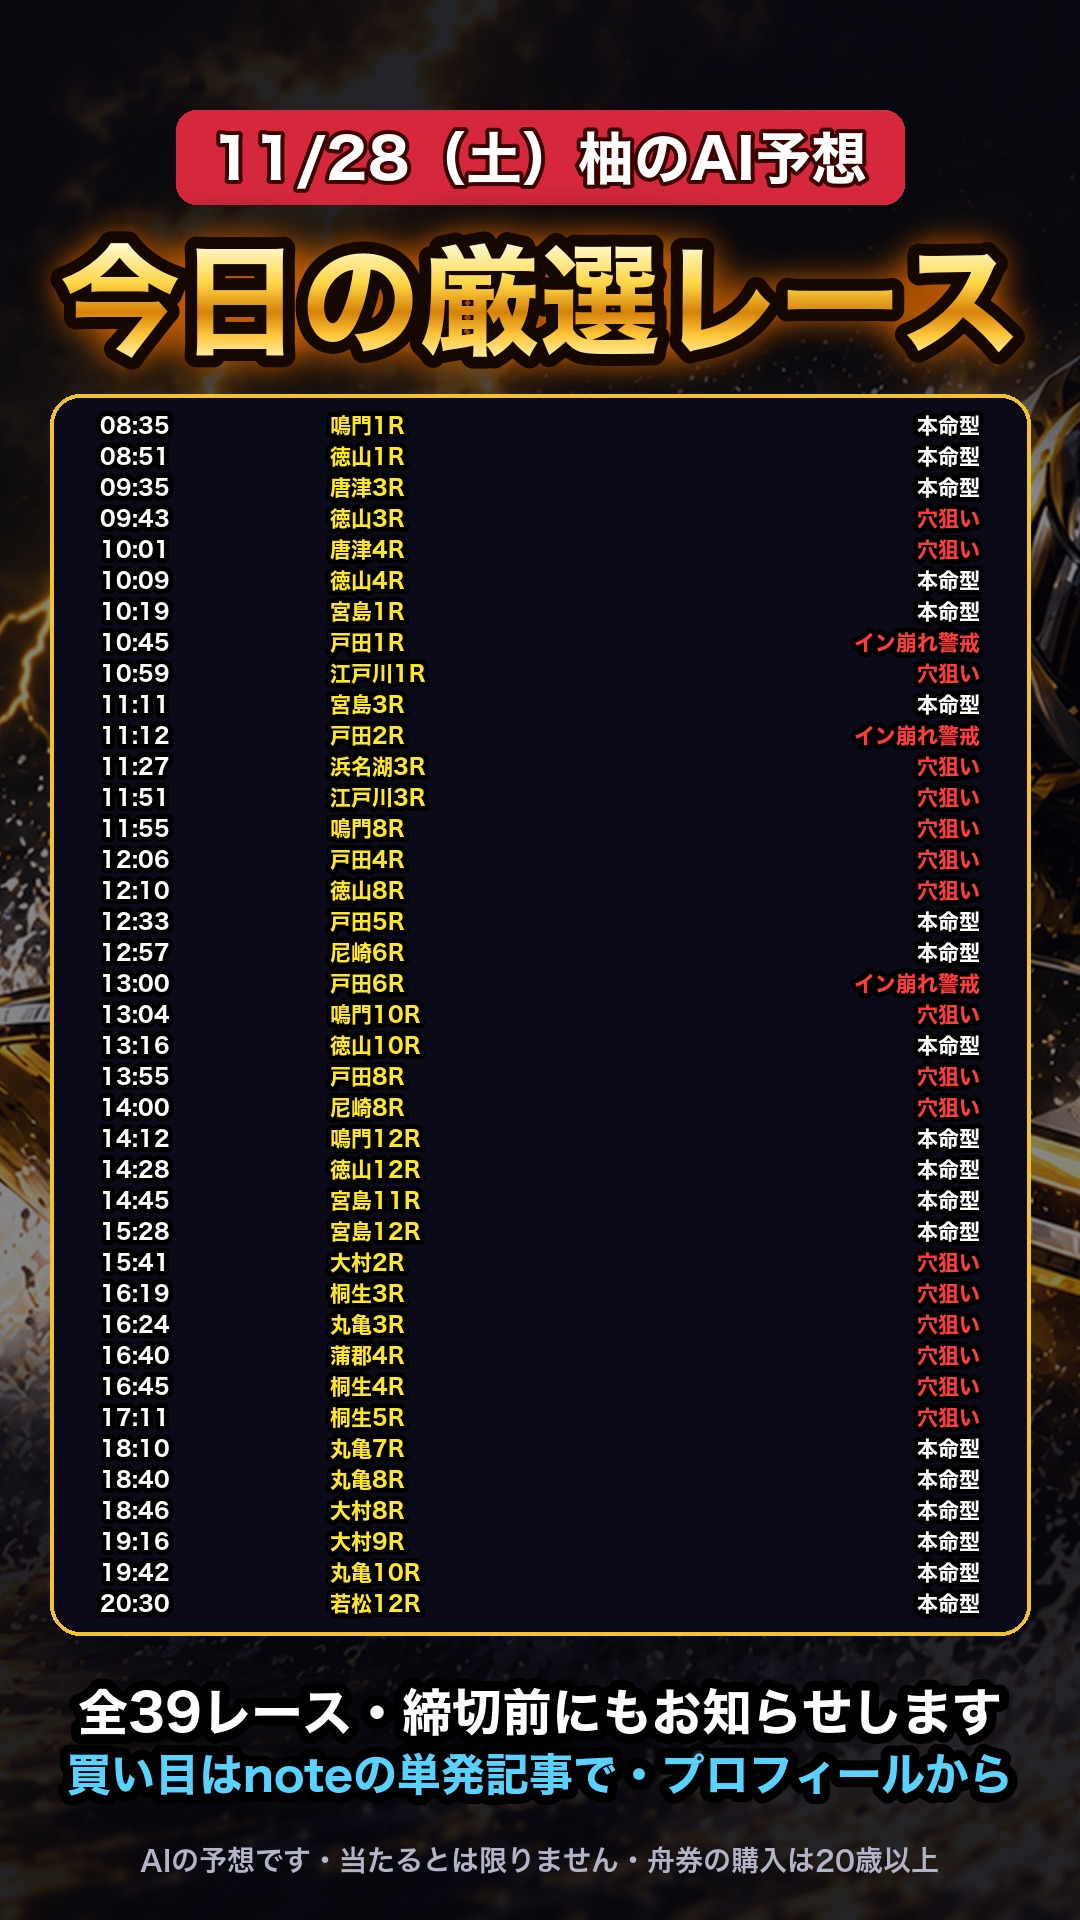 11/28（土）柚のAI予想
今日の厳選レース
08:35 鳴門1R 本命型
08:51 徳山1R 本命型
09:35 唐津3R 本命型
09:43 徳山3R 穴狙い
10:01 唐津4R 穴狙い
10:09 徳山4R 本命型
10:19 宮島1R 本命型
10:45 戸田1R イン崩れ警戒
10:59 江戸川1R 穴狙い
11:11 宮島3R 本命型
11:12 戸田2R イン崩れ警戒
11:27 浜名湖3R 穴狙い
11:51 江戸川3R 穴狙い
11:55 鳴門8R 穴狙い
12:06 戸田4R 穴狙い
12:10 徳山8R 穴狙い
12:33 戸田5R 本命型
12:57 尼崎6R 本命型
13:00 戸田6R イン崩れ警戒
13:04 鳴門10R 穴狙い
13:16 徳山10R 本命型
13:55 戸田8R 穴狙い
14:00 尼崎8R 穴狙い
14:12 鳴門12R 本命型
14:28 徳山12R 本命型
14:45 宮島11R 本命型
15:28 宮島12R 本命型
15:41 大村2R 穴狙い
16:19 桐生3R 穴狙い
16:24 丸亀3R 穴狙い
16:40 蒲郡4R 穴狙い
16:45 桐生4R 穴狙い
17:11 桐生5R 穴狙い
18:10 丸亀7R 本命型
18:40 丸亀8R 本命型
18:46 大村8R 本命型
19:16 大村9R 本命型
19:42 丸亀10R 本命型
20:30 若松12R 本命型
全39レース・締切前にもお知らせします
買い目はnoteの単発記事で・プロフィールから
AIの予想です・当たるとは限りません・舟券の購入は20歳以上